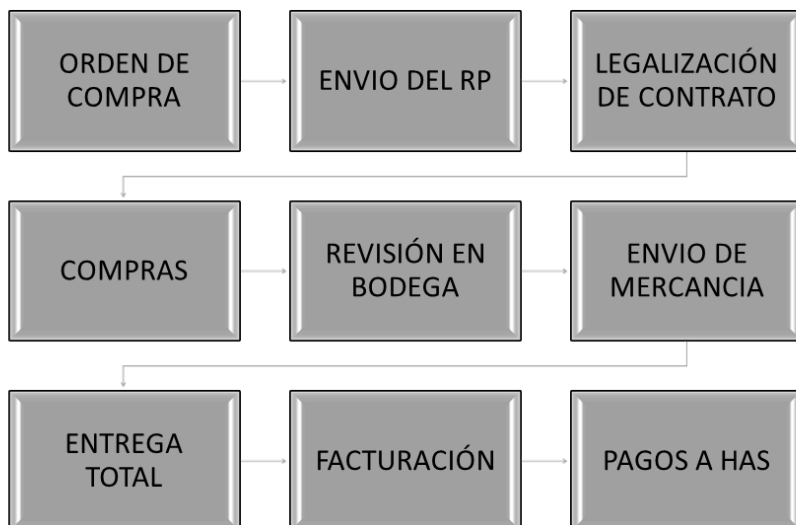 ORDEN DE
COMPRA
ENVIO DEL RP
LEGALIZACIÓN
DE CONTRATO
COMPRAS
REVISIÓN EN
BODEGA
ENVIO DE
MERCANCIA
ENTREGA
TOTAL
FACTURACIÓN
PAGOS A HAS